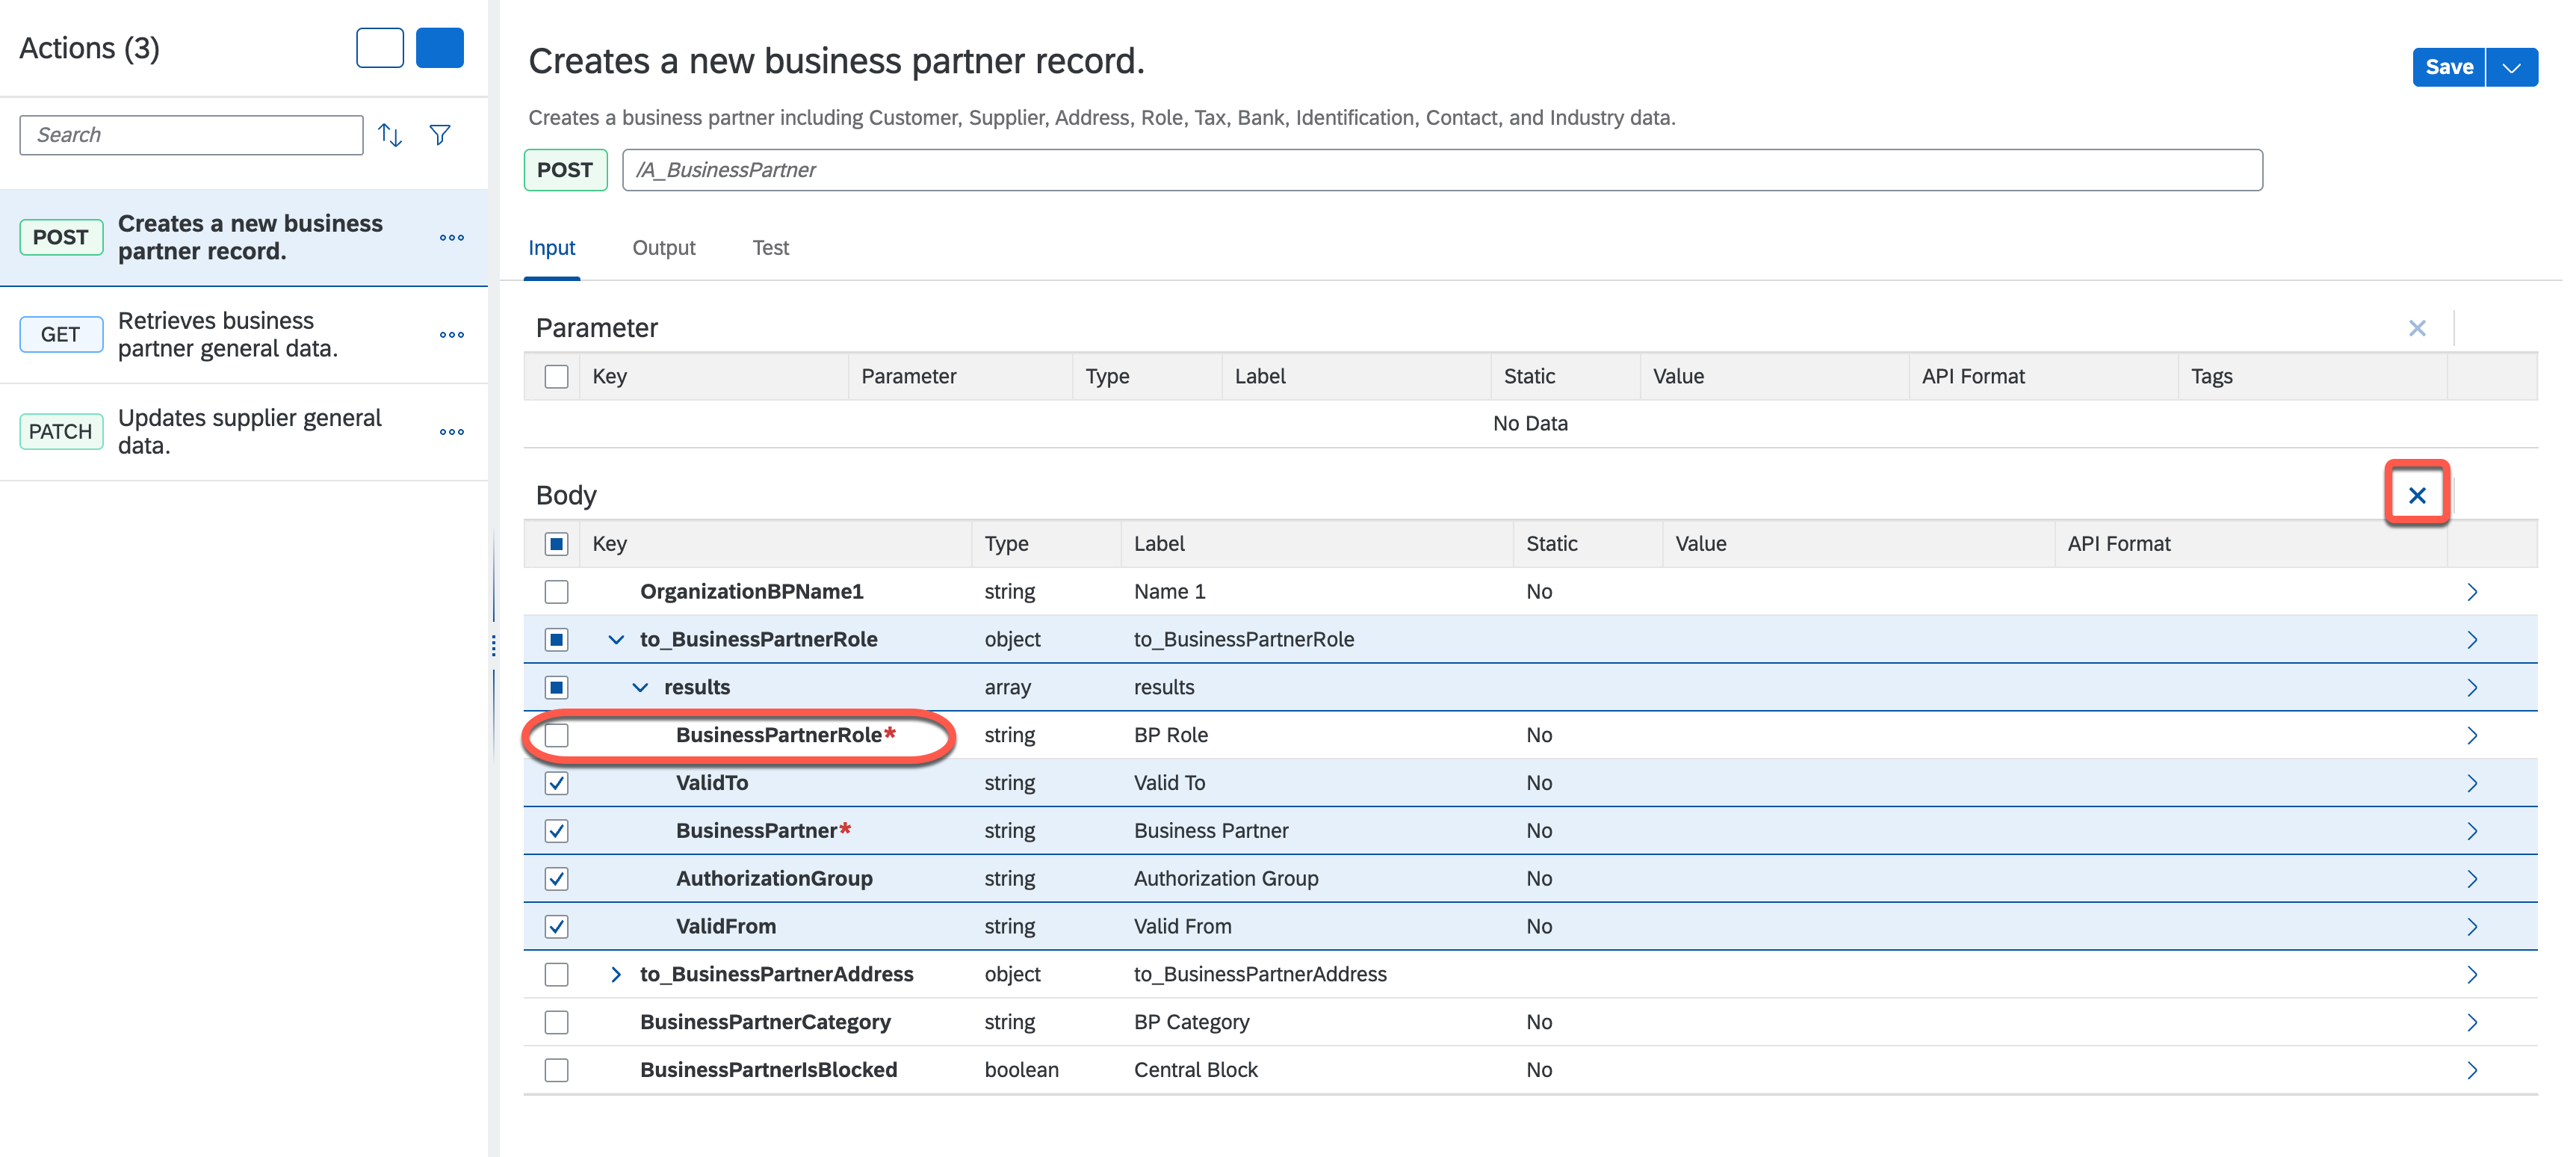 Actions (3)
Search
POST
Creates a new business
partner record.
GET
Retrieves business
partner general data.
PATCH
Updates supplier general
data.
Creates a new business partner record.
Save
Creates a business partner including Customer, Supplier, Address, Role, Tax, Bank, Identification, Contact, and Industry data.
POST /A_BusinessPartner
Input Output Test
Parameter
Key Parameter Type Label Static Value API Format Tags
No Data
Body
Key Type Label Static Value API Format
OrganizationBPName1 string Name 1 No
to_BusinessPartnerRole object to_BusinessPartnerRole
results array results
BusinessPartnerRole* string BP Role No
ValidTo string Valid To No
BusinessPartner* string Business Partner No
AuthorizationGroup string Authorization Group No
ValidFrom string Valid From No
to_BusinessPartnerAddress object to_BusinessPartnerAddress
BusinessPartnerCategory string BP Category No
BusinessPartnerIsBlocked boolean Central Block No